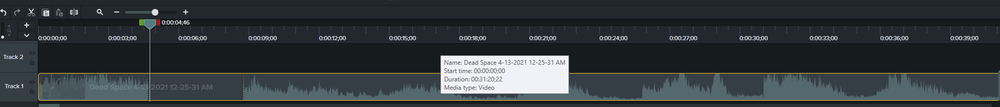 0:00:04;46
0:00:00;00 0:00:03;00 0:00:06;00 0:00:09;00 0:00:12;00 0:00:15;00 0:00:18;00 0:00:21;00 0:00:24;00 0:00:27;00 0:00:30;00 0:00:33;00 0:00:36;00 0:00:39;00
Track 2
Name: Dead Space 4-13-2021 12-25-31 AM
Start time: 00:00:00;00
Duration: 00:31:20;22
Media type: Video
Track 1
Dead Space 4-13-2021 12-25-31 AM